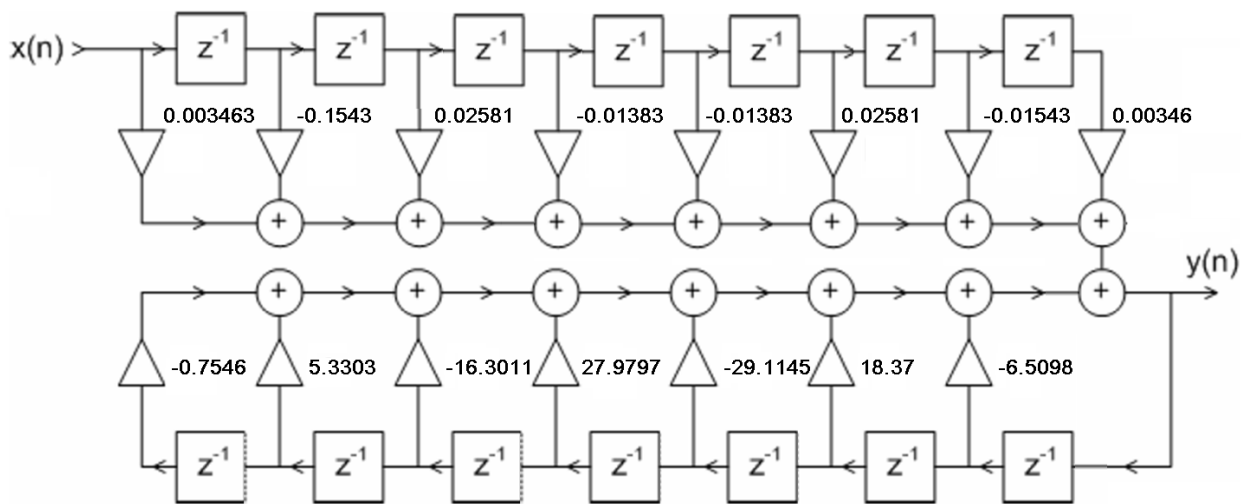 x(n) z⁻¹ z⁻¹ z⁻¹ z⁻¹ z⁻¹ z⁻¹ z⁻¹
0.003463 -0.1543 0.02581 -0.01383 -0.01383 0.02581 -0.01543 0.00346
+ + + + + + +
y(n)
+ + + + + + +
-0.7546 5.3303 -16.3011 27.9797 -29.1145 18.37 -6.5098
z⁻¹ z⁻¹ z⁻¹ z⁻¹ z⁻¹ z⁻¹ z⁻¹